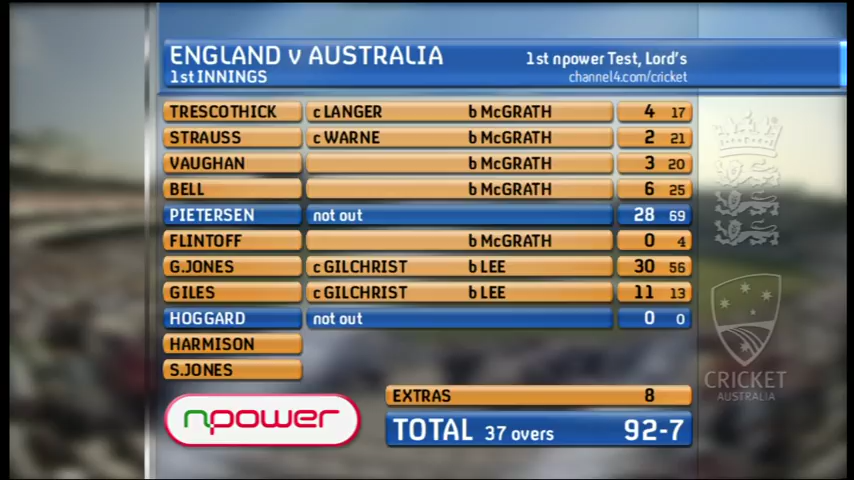 ENGLAND v AUSTRALIA 1st npower Test, Lord's
1st INNINGS channel4.com/cricket
TRESCOTHICK c LANGER b McGRATH 4 17
STRAUSS c WARNE b McGRATH 2 21
VAUGHAN b McGRATH 3 20
BELL b McGRATH 6 25
PIETERSEN not out 28 69
FLINTOFF b McGRATH 0 4
G.JONES c GILCHRIST b LEE 30 56
GILES c GILCHRIST b LEE 11 13
HOGGARD not out 0 0
HARMISON
S.JONES
EXTRAS 8
npower TOTAL 37 overs 92-7
CRICKET
AUSTRALIA